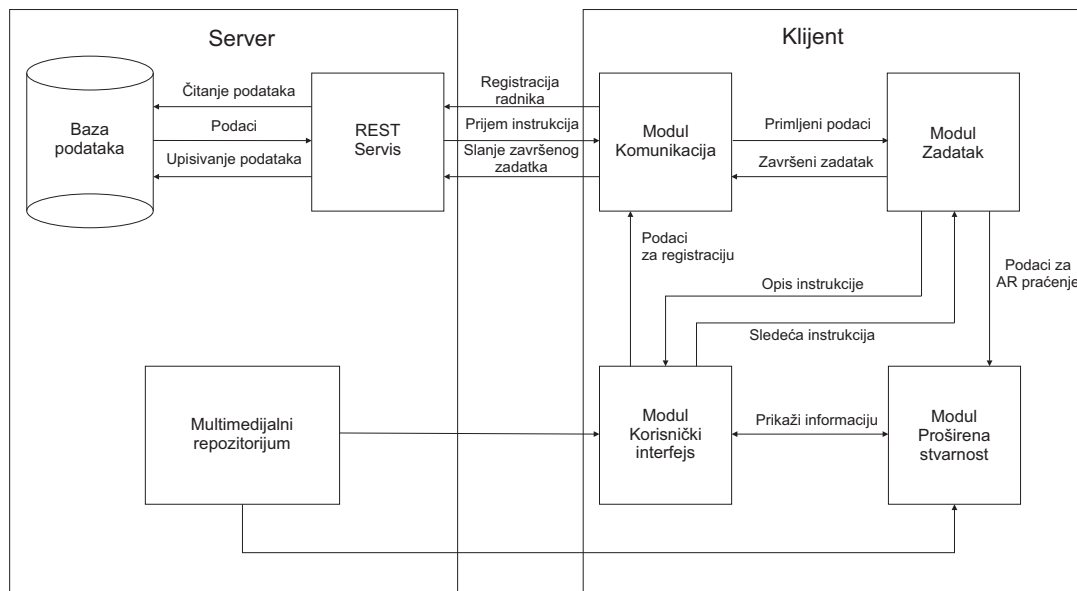 Server
Klijent
Baza
podataka
Čitanje podataka
Podaci
Upisivanje podataka
REST
Servis
Registracija
radnika
Prijem instrukcija
Slanje završenog
zadatka
Modul
Komunikacija
Primljeni podaci
Završeni zadatak
Modul
Zadatak
Podaci
za registraciju
Opis instrukcije
Sledeća instrukcija
Podaci za
AR praćenje
Multimedijalni
repozitorijum
Modul
Korisnički
interfejs
Prikaži informaciju
Modul
Proširena
stvarnost